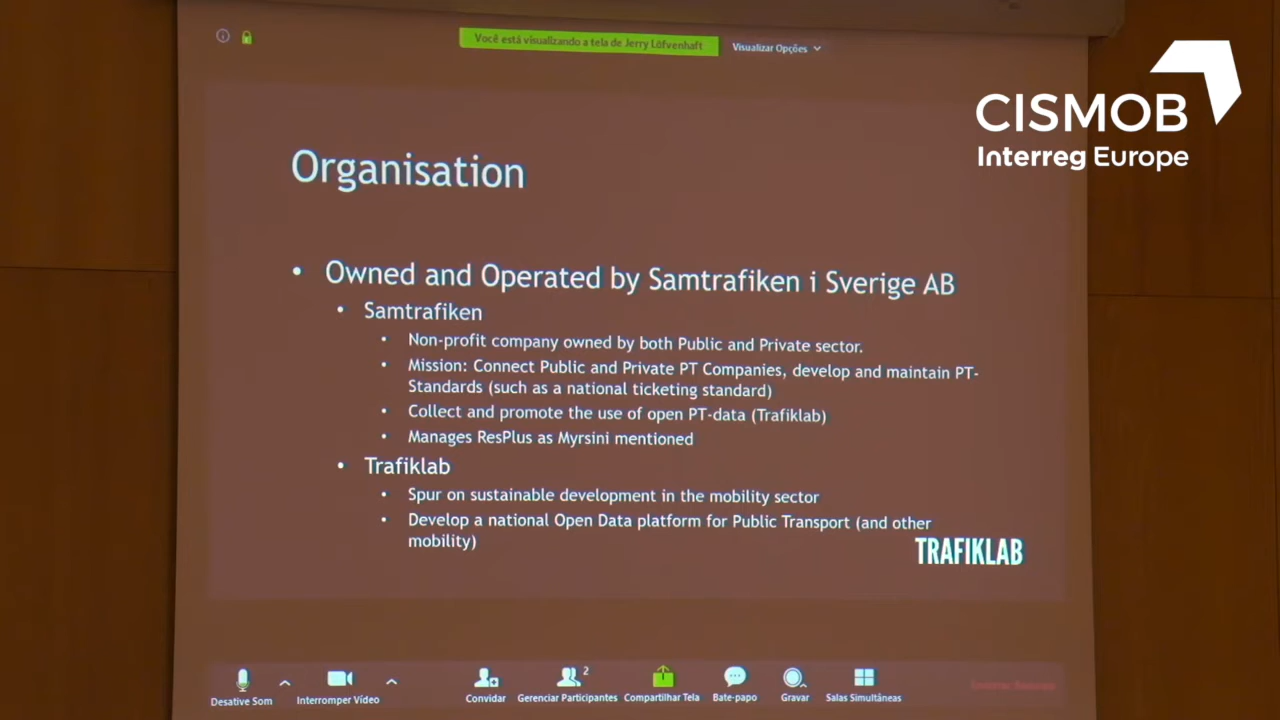 Você está visualizando a tela de Jerry Löfvenhaft
Visualizar Opções
CISMOB
Interreg Europe
Organisation
• Owned and Operated by Samtrafiken i Sverige AB
• Samtrafiken
• Non-profit company owned by both Public and Private sector.
• Mission: Connect Public and Private PT Companies, develop and maintain PT-
Standards (such as a national ticketing standard)
• Collect and promote the use of open PT-data (Trafiklab)
• Manages ResPlus as Myrsini mentioned
• Trafiklab
• Spur on sustainable development in the mobility sector
• Develop a national Open Data platform for Public Transport (and other
mobility)
TRAFIKLAB
2
Desative Som
Interromper Vídeo
Convidar
Gerenciar Participantes
Compartilhar Tela
Bate-papo
Gravar
Salas Simultâneas